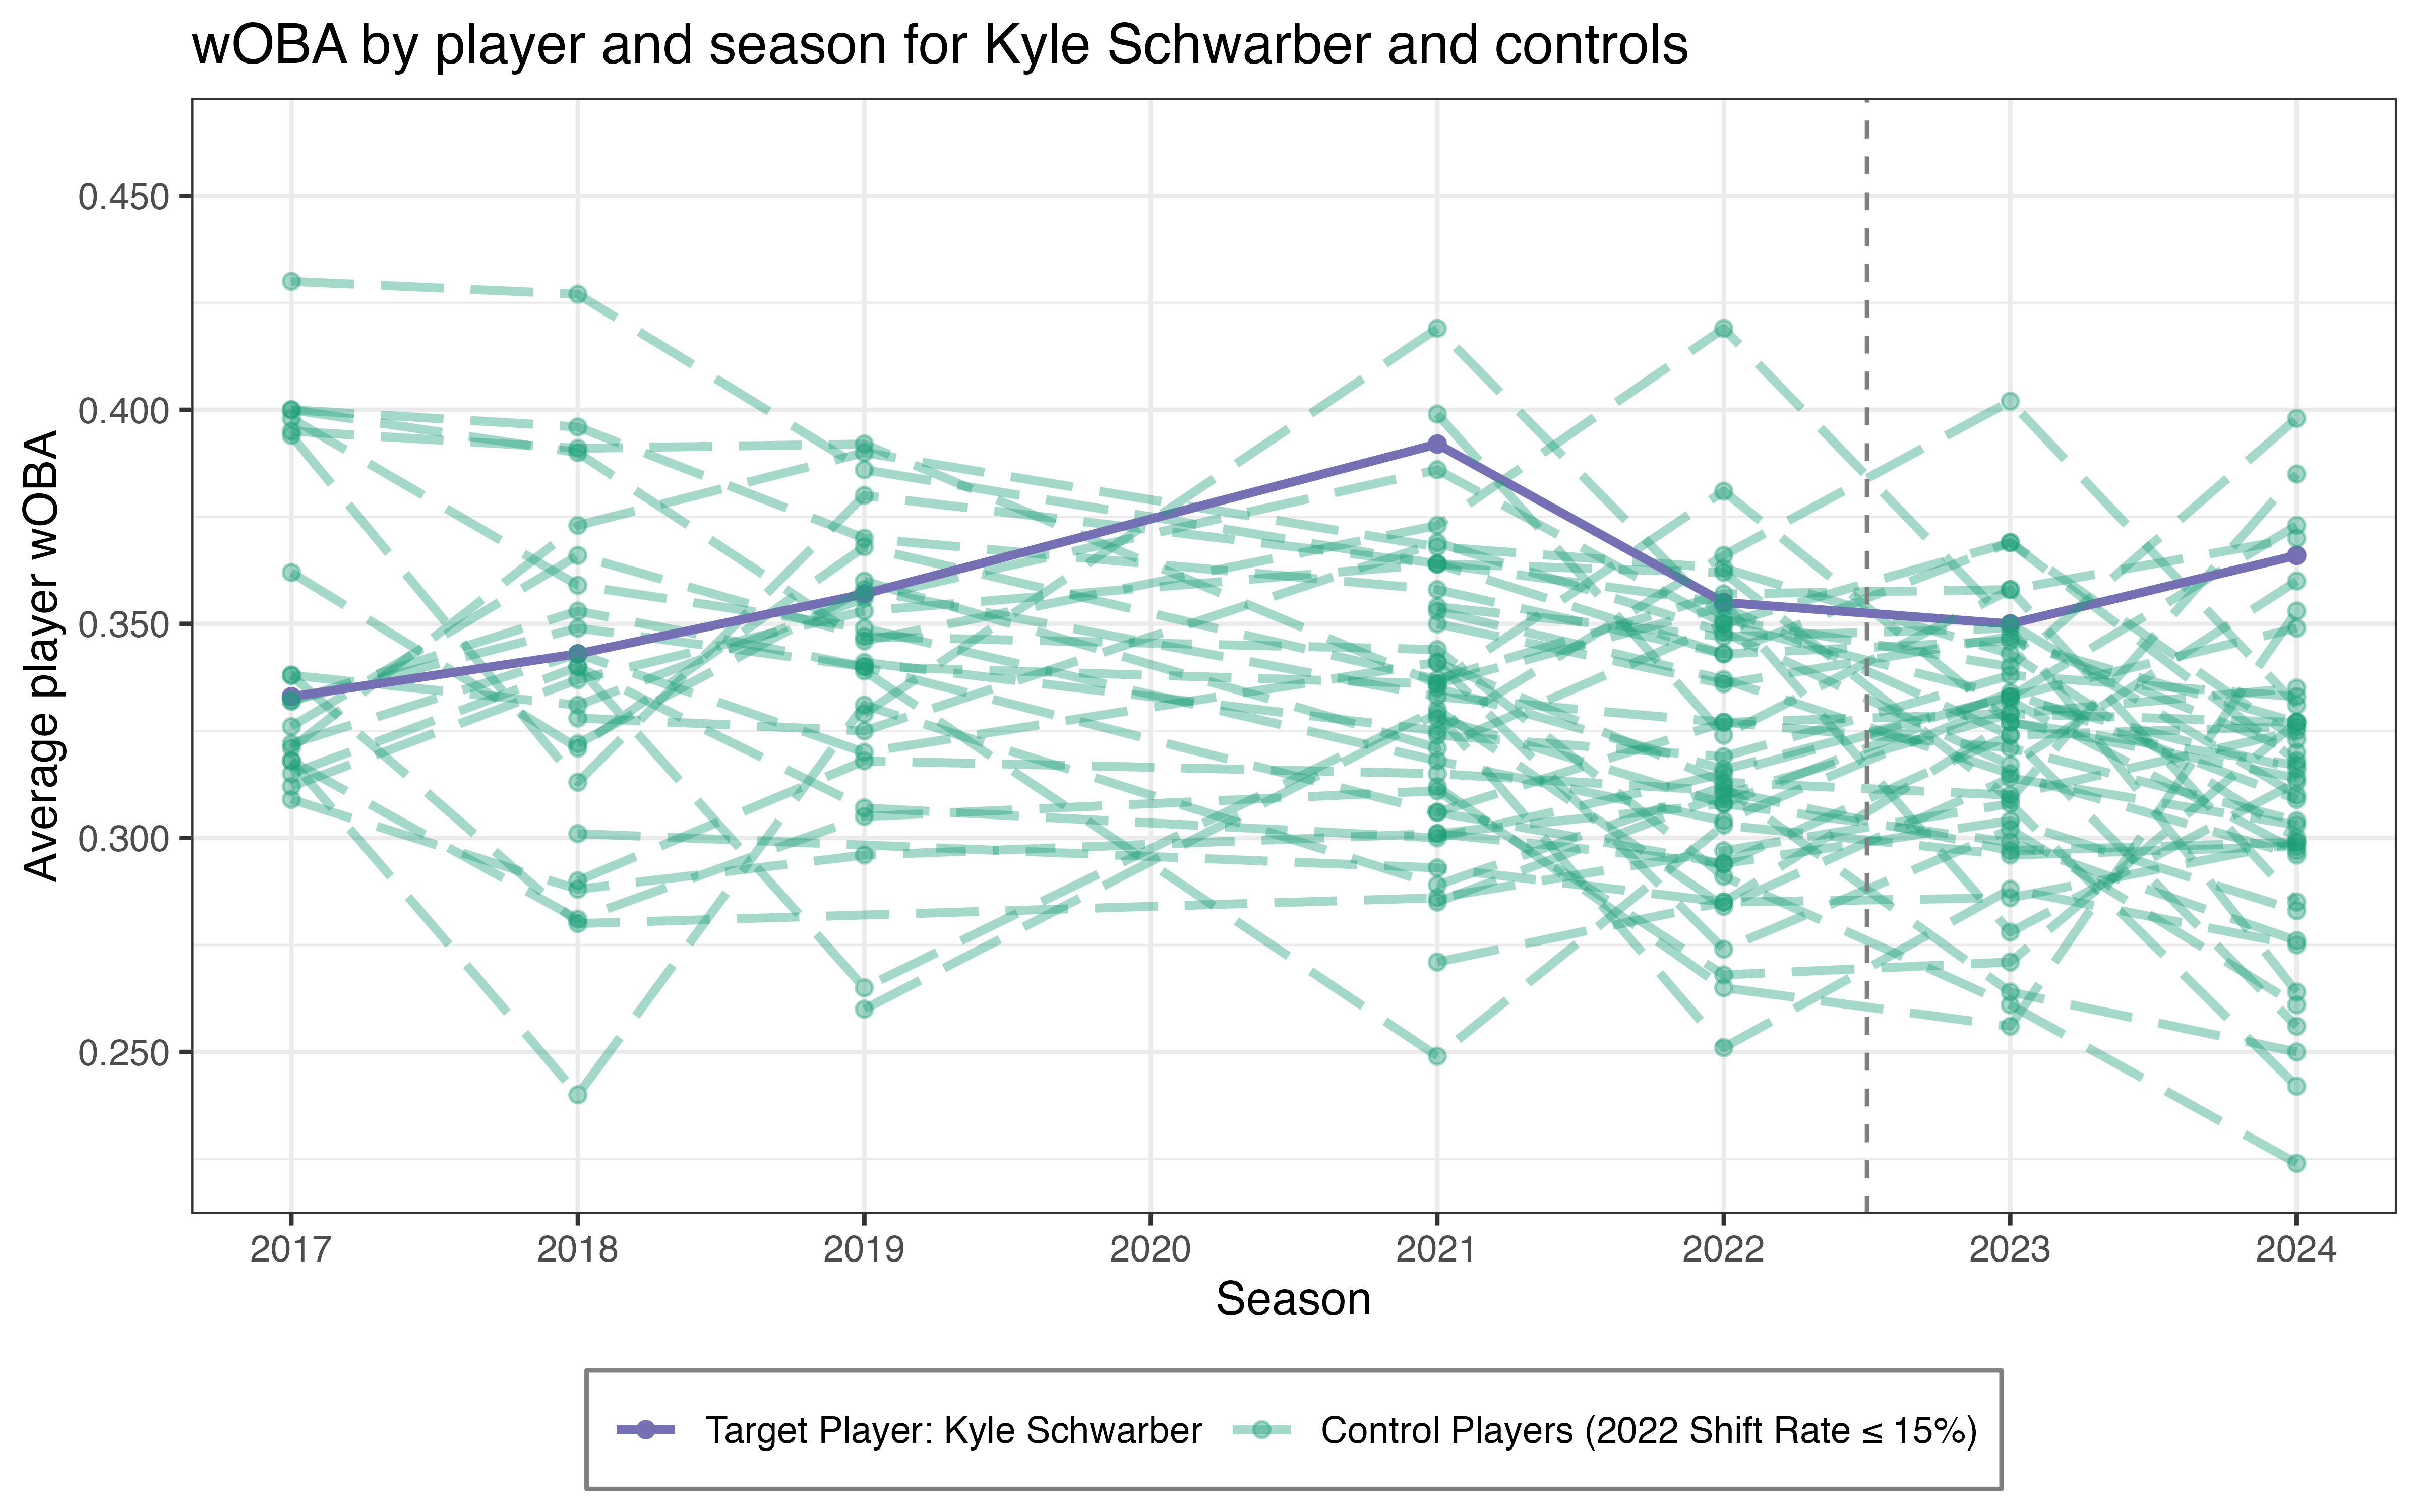 wOBA by player and season for Kyle Schwarber and controls
Average player wOBA
0.450
0.400
0.350
0.300
0.250
2017 2018 2019 2020 2021 2022 2023 2024
Season
Target Player: Kyle Schwarber Control Players (2022 Shift Rate ≤ 15%)